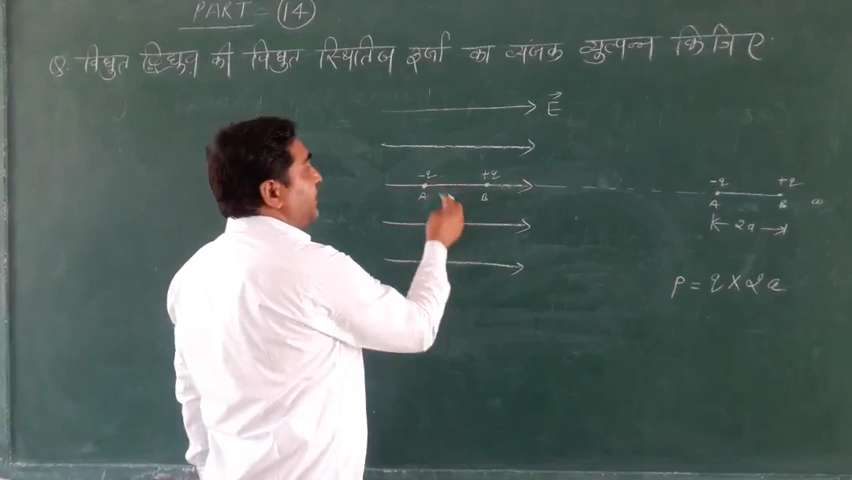 PART - 14
Q. विधुत द्विध्रुव की विधुत स्थितिज ऊर्जा का व्यंजक व्युत्पन्न किजिए.
E
-q +q
A B
-q +q
A B ∞
2a
P = q X 2a